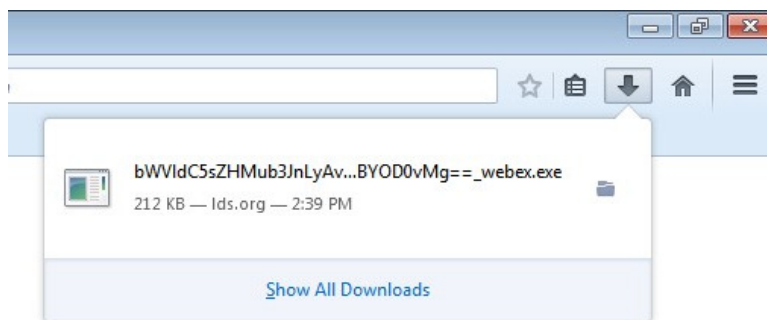 bWVldC5sZHMub3JnLyAv...BYOD0vMg==_webex.exe
212 KB — lds.org — 2:39 PM
Show All Downloads